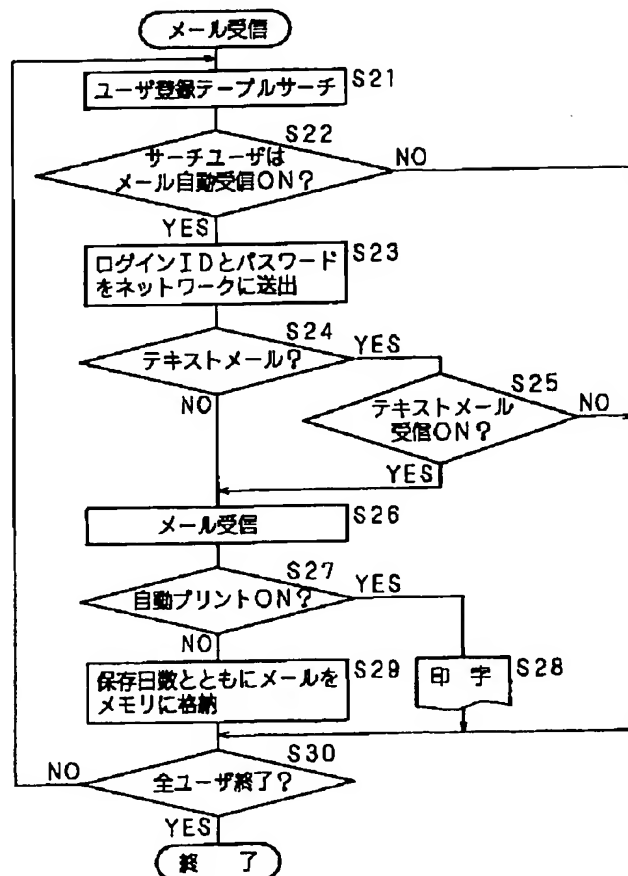 メール受信
ユーザ登録テーブルサーチ
S21
S22
サーチユーザは
メール自動受信ON?
NO
YES
ログインIDとパスワード
をネットワークに送出
S23
S24
テキストメール?
YES
NO
S25
テキストメール
受信ON?
NO
YES
メール受信
S26
S27
自動プリントON?
YES
NO
保存日数とともにメールを
メモリに格納
S29
印 字
S28
S30
NO
全ユーザ終了?
YES
終 了